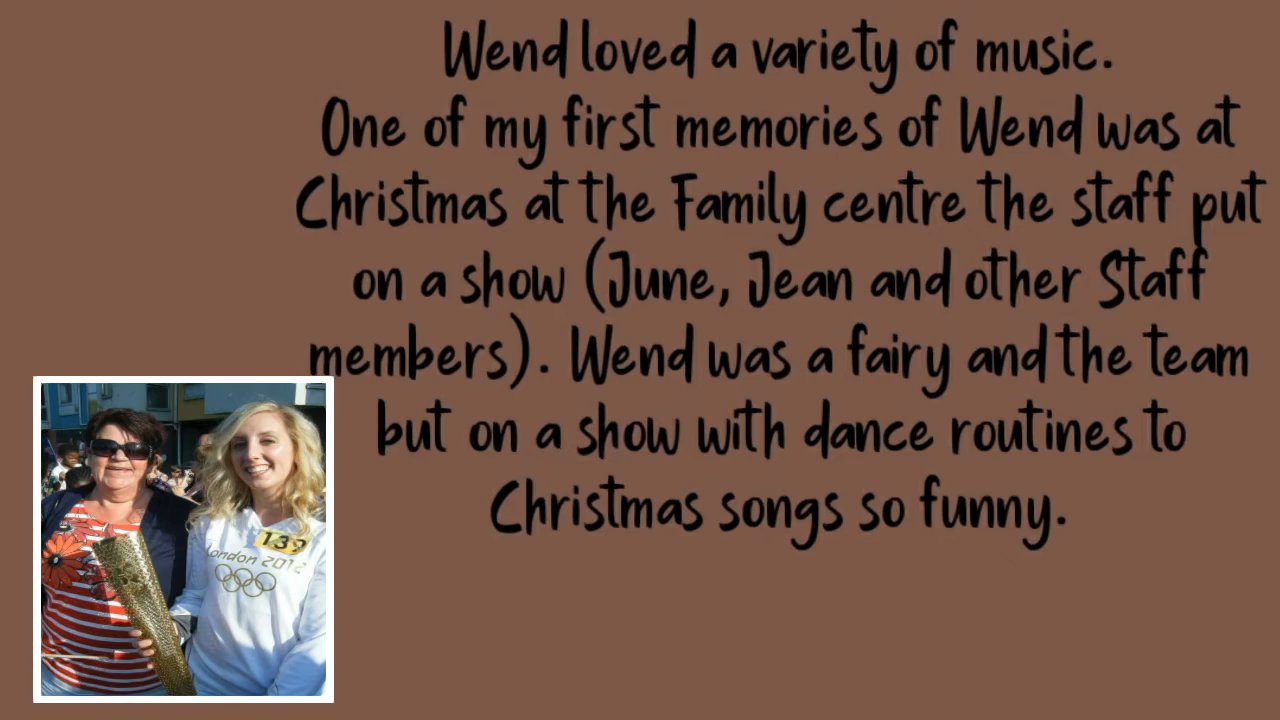 Wend loved a variety of music.
One of my first memories of Wend was at
Christmas at the Family centre the staff put
on a show (June, Jean and other Staff
members). Wend was a fairy and the team
but on a show with dance routines to
Christmas songs so funny.
139
London 2012